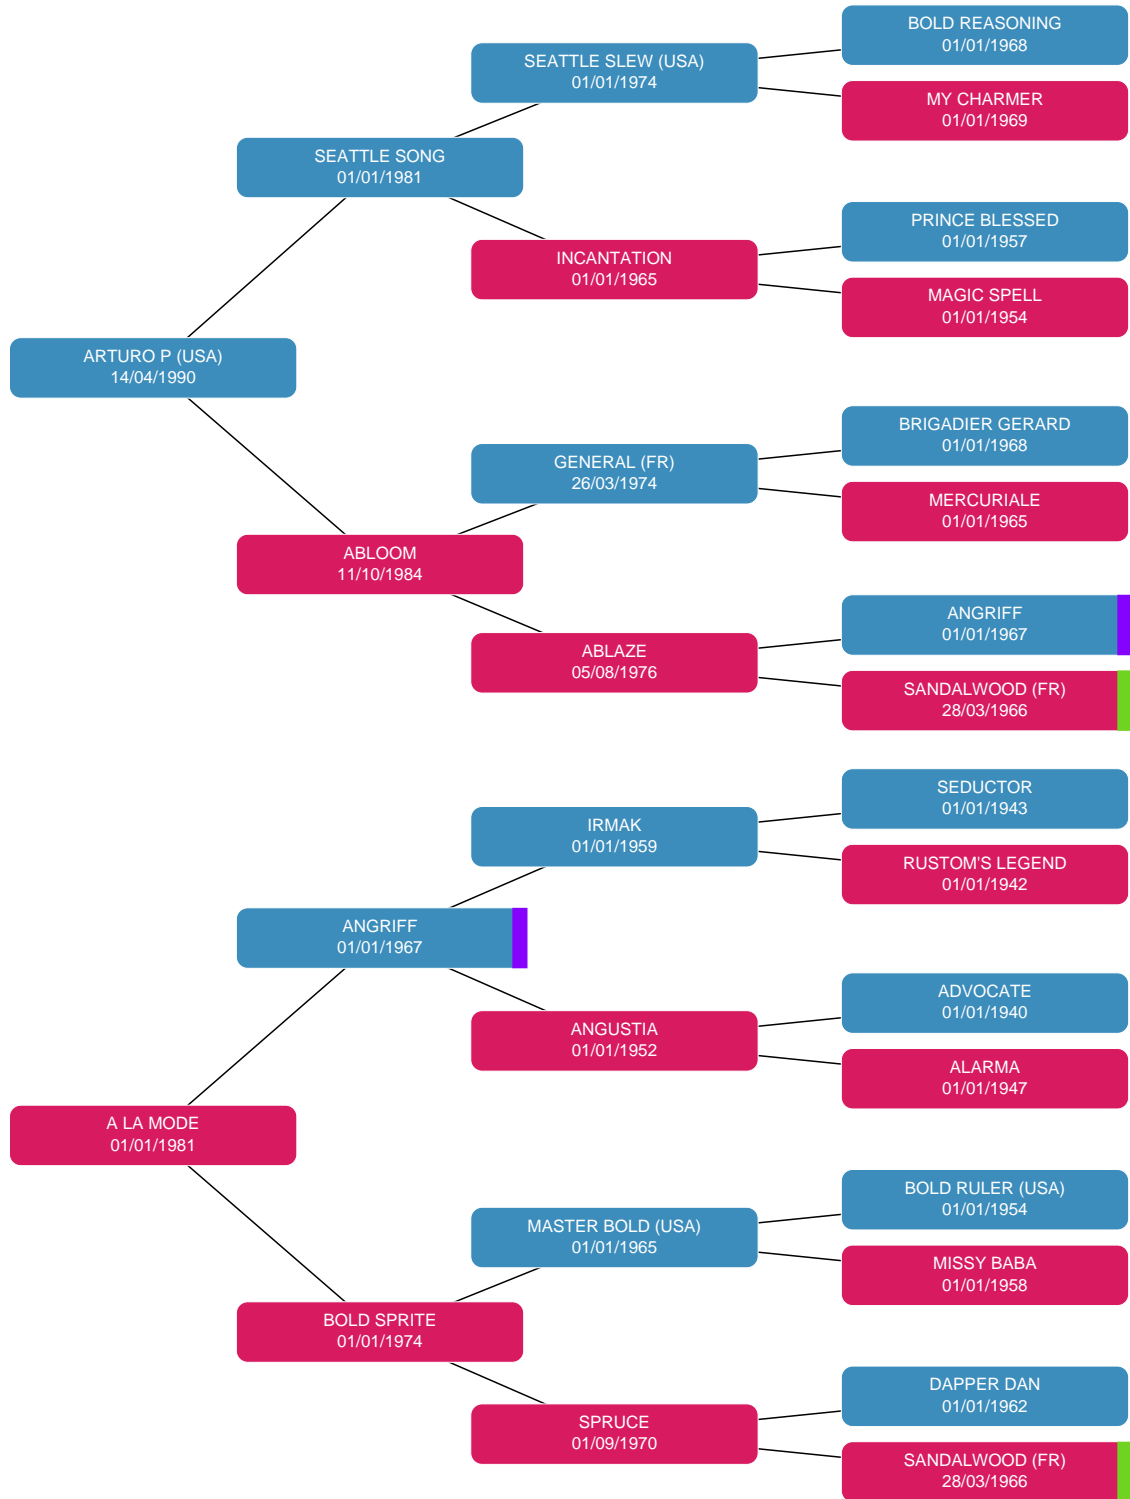 BOLD REASONING
01/01/1968
SEATTLE SLEW (USA)
01/01/1974
MY CHARMER
01/01/1969
SEATTLE SONG
01/01/1981
PRINCE BLESSED
01/01/1957
INCANTATION
01/01/1965
MAGIC SPELL
01/01/1954
ARTURO P (USA)
14/04/1990
BRIGADIER GERARD
01/01/1968
GENERAL (FR)
26/03/1974
MERCURIALE
01/01/1965
ABLOOM
11/10/1984
ANGRIFF
01/01/1967
ABLAZE
05/08/1976
SANDALWOOD (FR)
28/03/1966
SEDUCTOR
01/01/1943
IRMAK
01/01/1959
RUSTOM'S LEGEND
01/01/1942
ANGRIFF
01/01/1967
ADVOCATE
01/01/1940
ANGUSTIA
01/01/1952
ALARMA
01/01/1947
A LA MODE
01/01/1981
BOLD RULER (USA)
01/01/1954
MASTER BOLD (USA)
01/01/1965
MISSY BABA
01/01/1958
BOLD SPRITE
01/01/1974
DAPPER DAN
01/01/1962
SPRUCE
01/09/1970
SANDALWOOD (FR)
28/03/1966